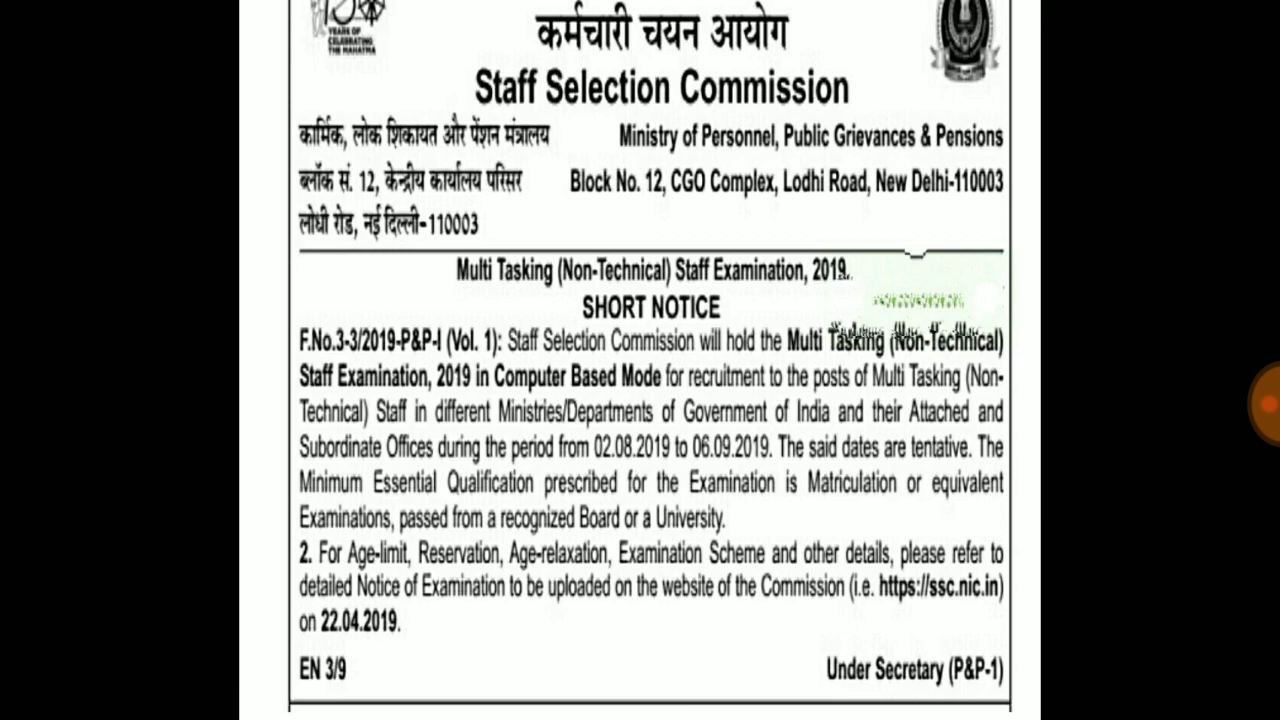 YEARS OF
CELEBRATING
THE MAHATMA
कर्मचारी चयन आयोग
Staff Selection Commission
कार्मिक, लोक शिकायत और पेंशन मंत्रालय Ministry of Personnel, Public Grievances & Pensions
ब्लॉक सं. 12, केन्द्रीय कार्यालय परिसर Block No. 12, CGO Complex, Lodhi Road, New Delhi-110003
लोधी रोड, नई दिल्ली-110003
Multi Tasking (Non-Technical) Staff Examination, 2019.
SHORT NOTICE
F.No.3-3/2019-P&P-I (Vol. 1): Staff Selection Commission will hold the Multi Tasking (Non-Technical)
Staff Examination, 2019 in Computer Based Mode for recruitment to the posts of Multi Tasking (Non-
Technical) Staff in different Ministries/Departments of Government of India and their Attached and
Subordinate Offices during the period from 02.08.2019 to 06.09.2019. The said dates are tentative. The
Minimum Essential Qualification prescribed for the Examination is Matriculation or equivalent
Examinations, passed from a recognized Board or a University.
2. For Age-limit, Reservation, Age-relaxation, Examination Scheme and other details, please refer to
detailed Notice of Examination to be uploaded on the website of the Commission (i.e. https://ssc.nic.in)
on 22.04.2019.
EN 3/9 Under Secretary (P&P-1)